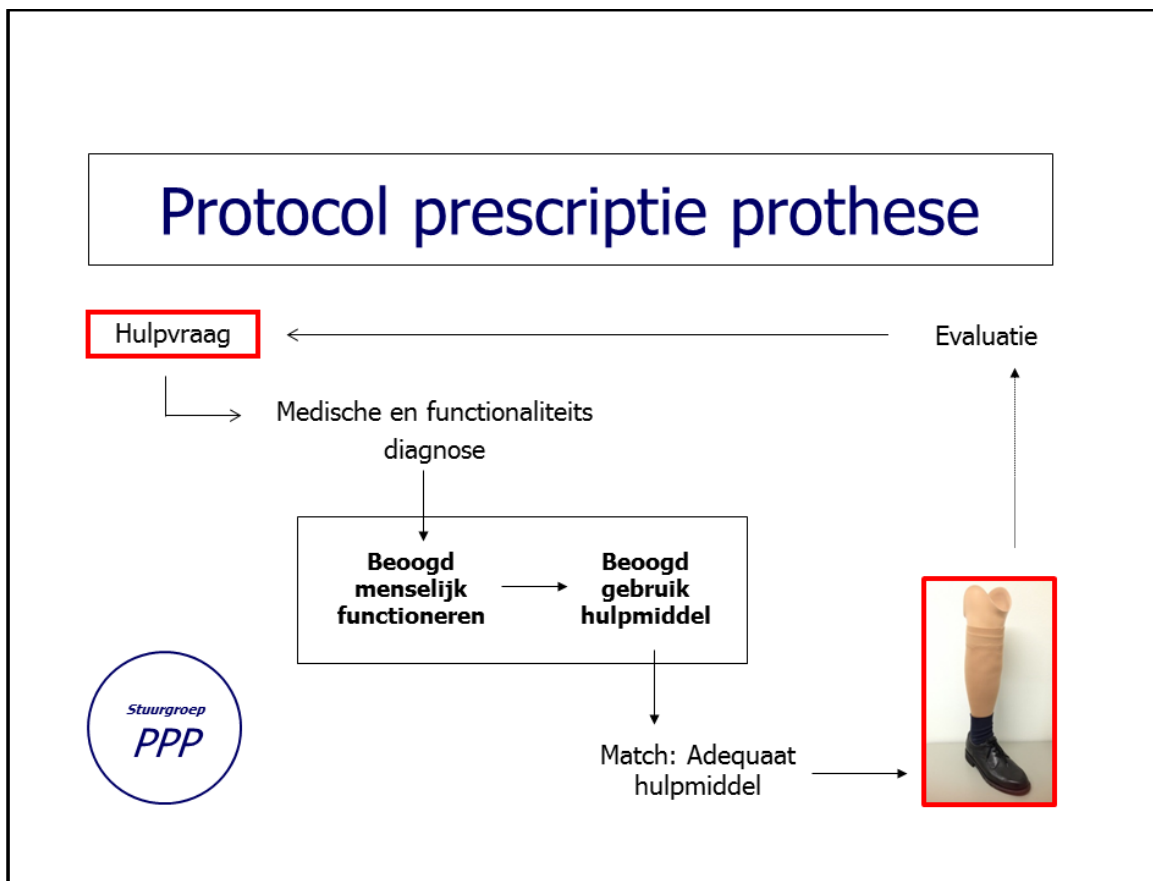 Protocol prescriptie prothese
Hulpvraag
Evaluatie
Medische en functionaliteits
diagnose
Beoogd
menselijk
functioneren
Beoogd
gebruik
hulpmiddel
Stuurgroep
PPP
Match: Adequaat
hulpmiddel